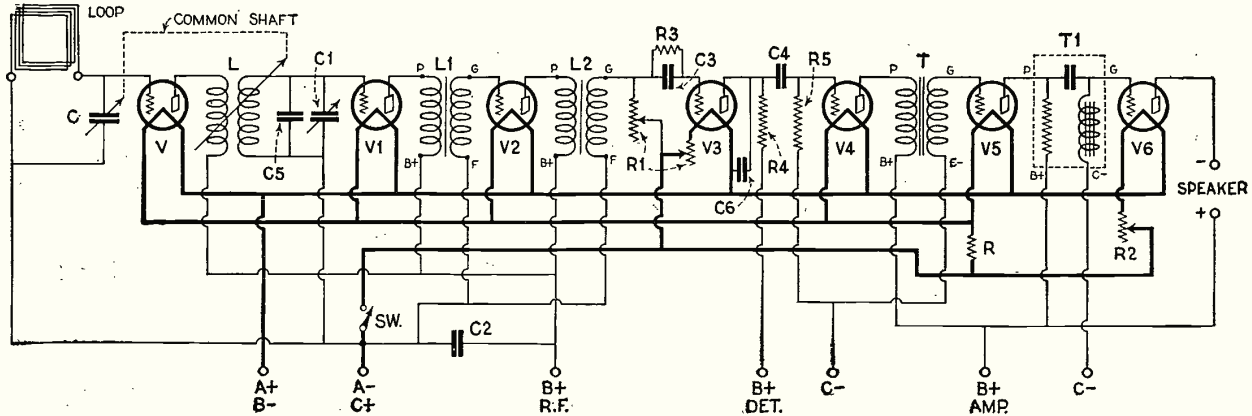 LOOP
COMMON SHAFT
C
V
L
C5
C1
V1
P
L1
G
B+
F
V2
P
L2
G
B+
F
R3
C3
R1
V3
C6
C4
R4
R5
V4
P
T
G
B+
C-
V5
T1
P
G
B+
C-
V6
R
R2
-
SPEAKER
+
SW.
C2
A+
B-
A-
C+
B+
R.F.
B+
DET.
C-
B+
AMP.
C-